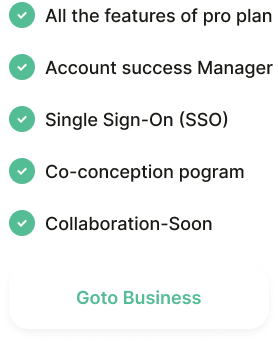 All the features of pro plan
Account success Manager
Single Sign-On (SSO)
Co-conception pogram
Collaboration-Soon
Goto Business